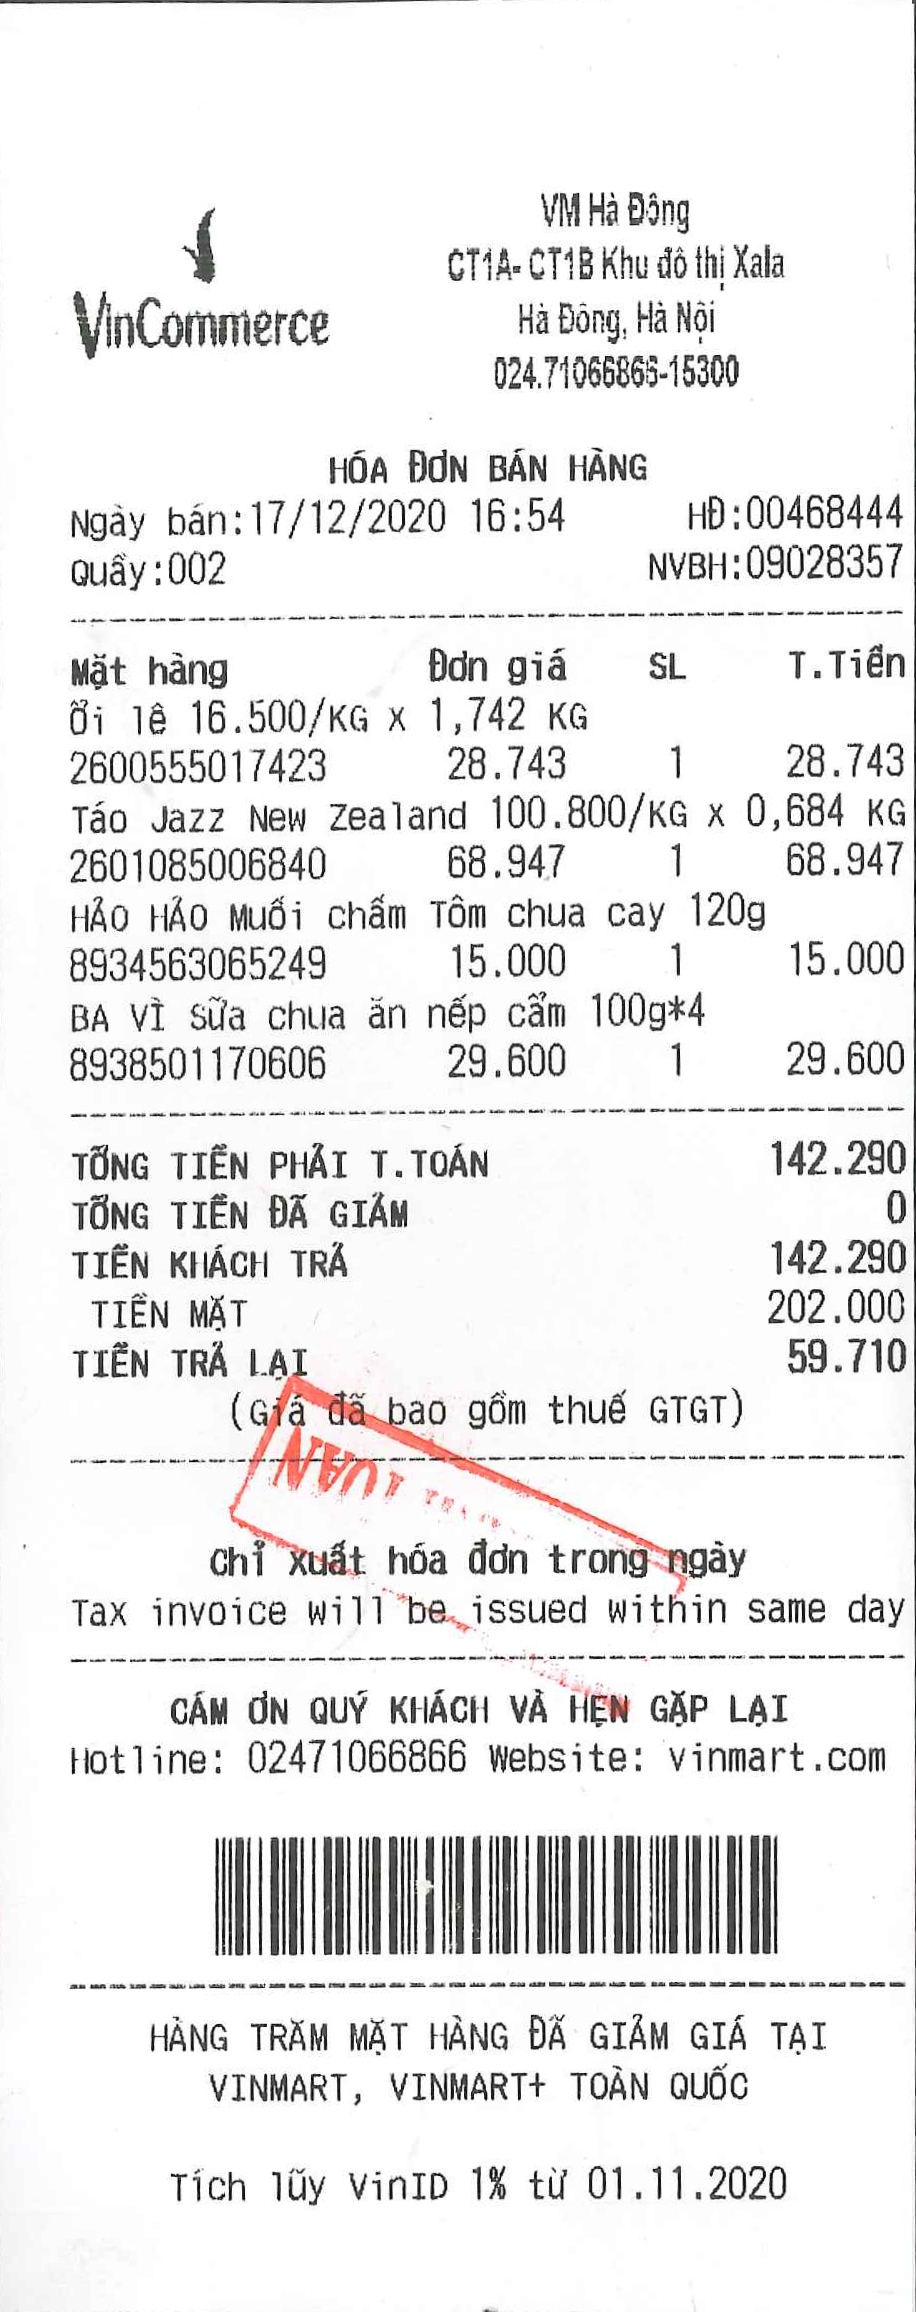 VinCommerce
VM Hà Đông
CT1A- CT1B Khu đô thị Xala
Hà Đông, Hà Nội
024.71066866-15300
HÓA ĐƠN BÁN HÀNG
Ngày bán:17/12/2020 16:54 HĐ:00468444
Quầy:002 NVBH:09028357
Mặt hàng Đơn giá SL T.Tiền
Ổi lê 16.500/KG x 1,742 KG
2600555017423 28.743 1 28.743
Táo Jazz New Zealand 100.800/KG x 0,684 KG
2601085006840 68.947 1 68.947
HẢO HẢO Muối chấm Tôm chua cay 120g
8934563065249 15.000 1 15.000
BA VÌ Sữa chua ăn nếp cẩm 100g*4
8938501170606 29.600 1 29.600
TỔNG TIỀN PHẢI T.TOÁN 142.290
TỔNG TIỀN ĐÃ GIẢM 0
TIỀN KHÁCH TRẢ 142.290
TIỀN MẶT 202.000
TIỀN TRẢ LẠI 59.710
(Giá đã bao gồm thuế GTGT)
TOÁN
Chỉ xuất hóa đơn trong ngày
Tax invoice will be issued within same day
CÁM ƠN QUÝ KHÁCH VÀ HẸN GẶP LẠI
Hotline: 02471066866 Website: vinmart.com
HÀNG TRĂM MẶT HÀNG ĐÃ GIẢM GIÁ TẠI
VINMART, VINMART+ TOÀN QUỐC
Tích lũy VinID 1% từ 01.11.2020